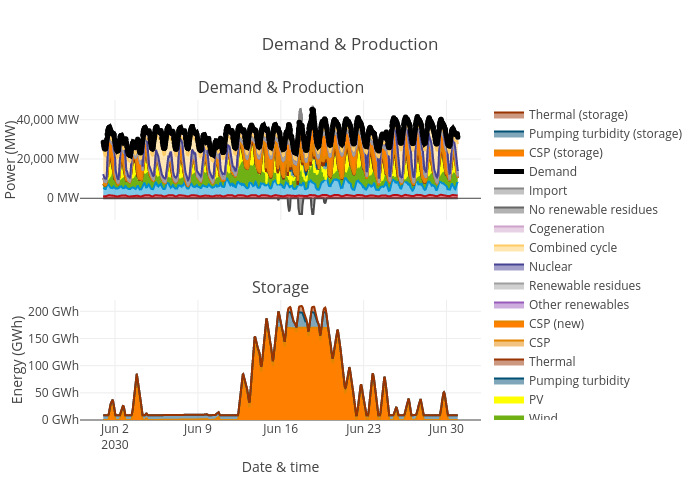 Demand & Production
Demand & Production
Power (MW)
40,000 MW
20,000 MW
0 MW
Storage
Energy (GWh)
200 GWh
150 GWh
100 GWh
50 GWh
0 GWh
Jun 2
2030
Jun 9
Jun 16
Jun 23
Jun 30
Date & time
Thermal (storage)
Pumping turbidity (storage)
CSP (storage)
Demand
Import
No renewable residues
Cogeneration
Combined cycle
Nuclear
Renewable residues
Other renewables
CSP (new)
CSP
Thermal
Pumping turbidity
PV
Wind